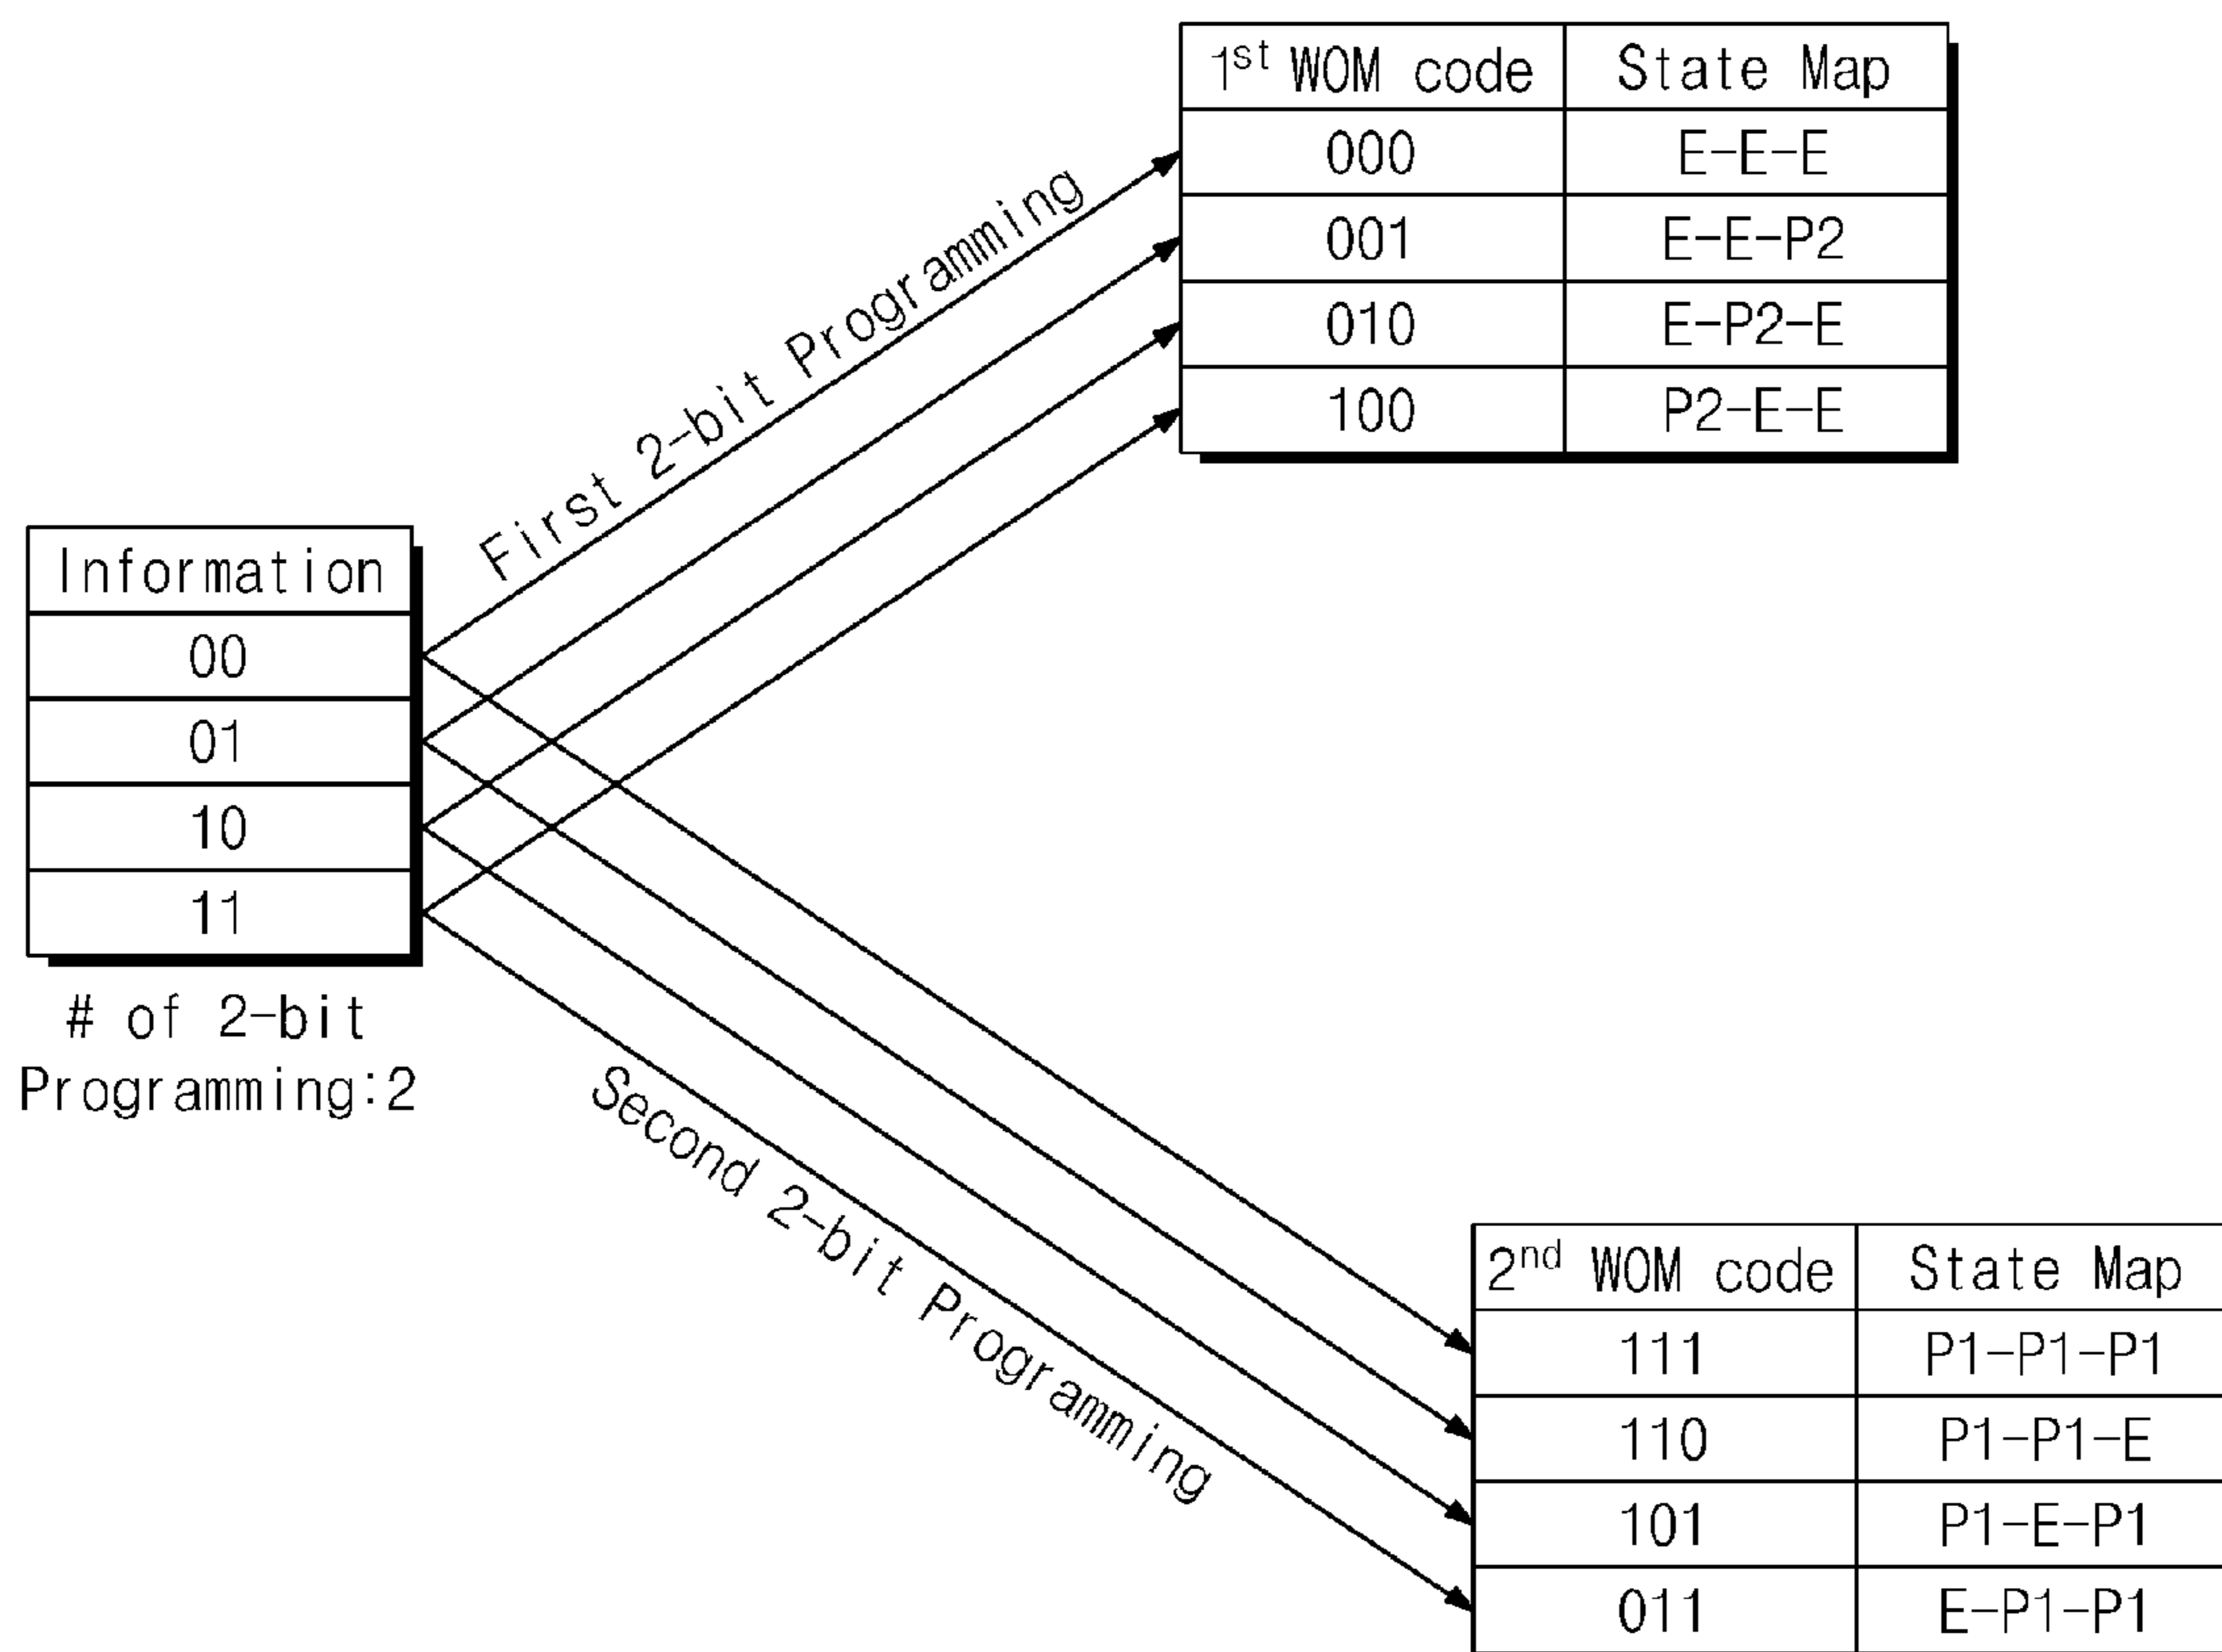 1st WOM code State Map
000 E-E-E
001 E-E-P2
010 E-P2-E
100 P2-E-E
First 2-bit Programming
Information
00
01
10
11
# of 2-bit
Programming:2
Second 2-bit Programming
2nd WOM code State Map
111 P1-P1-P1
110 P1-P1-E
101 P1-E-P1
011 E-P1-P1